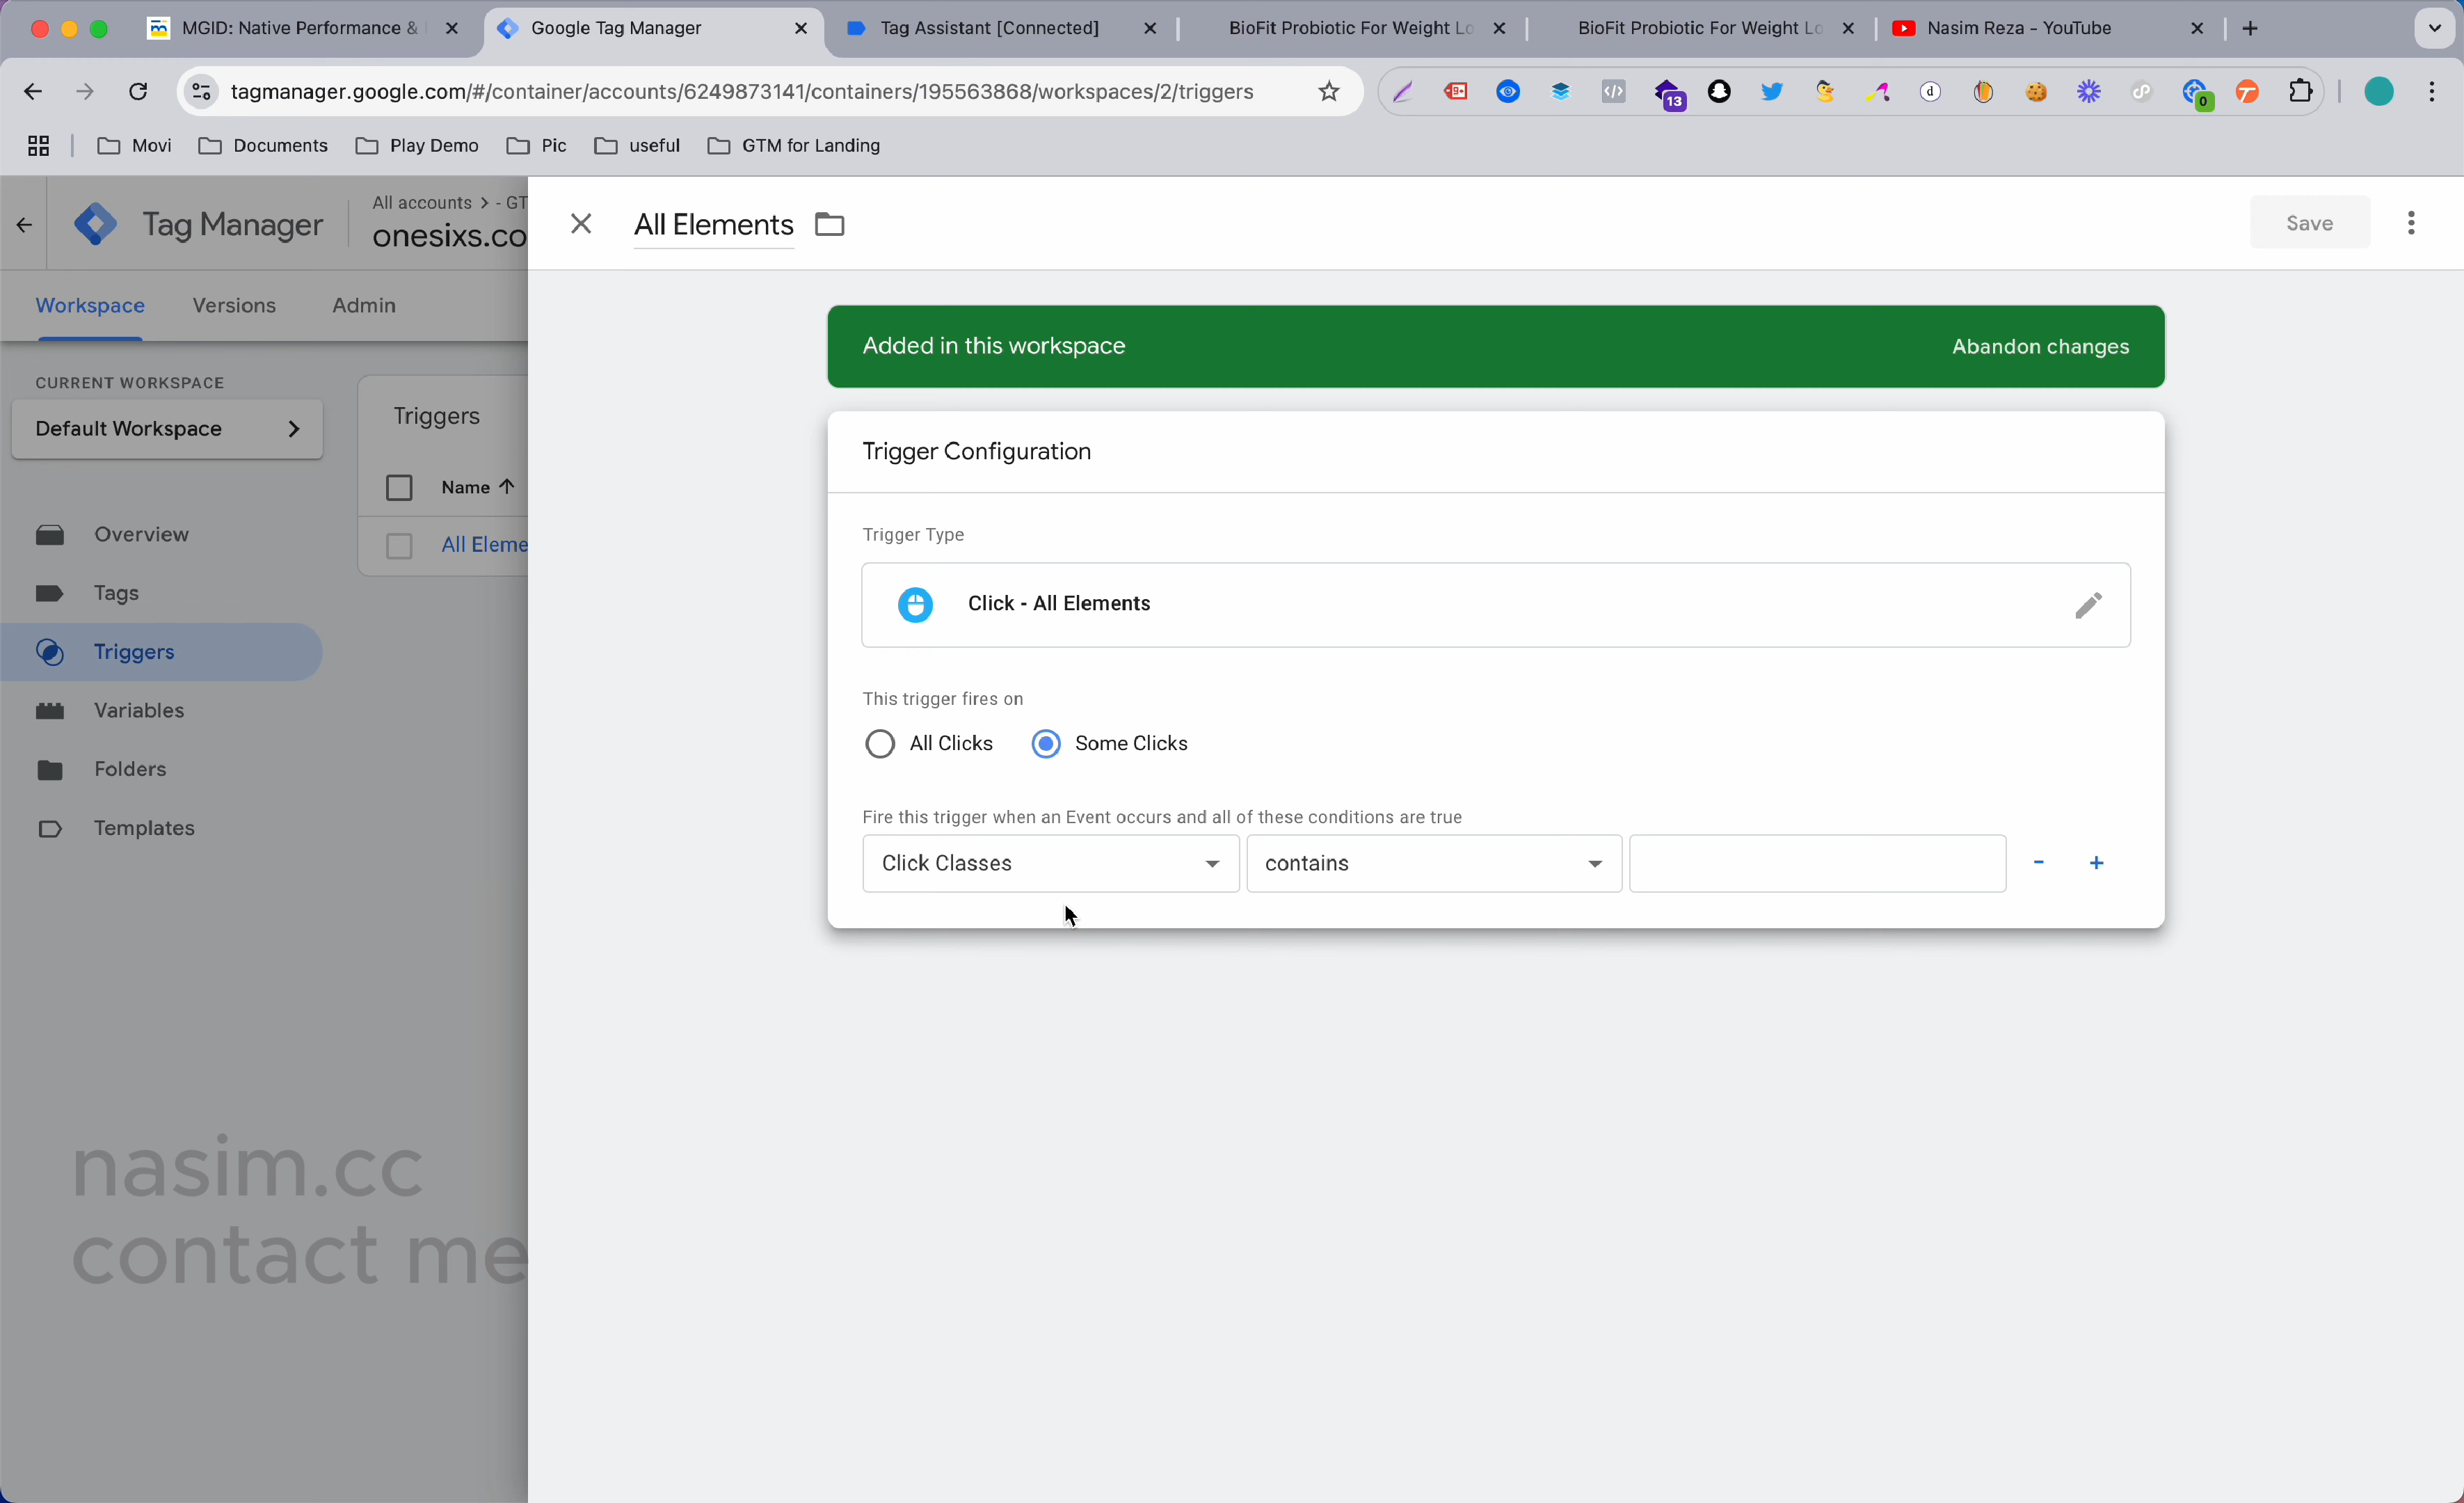 MGID: Native Performance &
Google Tag Manager
Tag Assistant [Connected]
BioFit Probiotic For Weight Lo
BioFit Probiotic For Weight Lo
Nasim Reza - YouTube
tagmanager.google.com/#/container/accounts/6249873141/containers/195563868/workspaces/2/triggers
13
d
0
Movi
Documents
Play Demo
Pic
useful
GTM for Landing
Tag Manager
All accounts > - GT
onesixs.co
All Elements
Save
Workspace
Versions
Admin
Added in this workspace
Abandon changes
CURRENT WORKSPACE
Default Workspace
Triggers
Name
All Eleme
Overview
Tags
Triggers
Variables
Folders
Templates
Trigger Configuration
Trigger Type
Click - All Elements
This trigger fires on
All Clicks
Some Clicks
Fire this trigger when an Event occurs and all of these conditions are true
Click Classes
contains
- +
nasim.cc
contact me